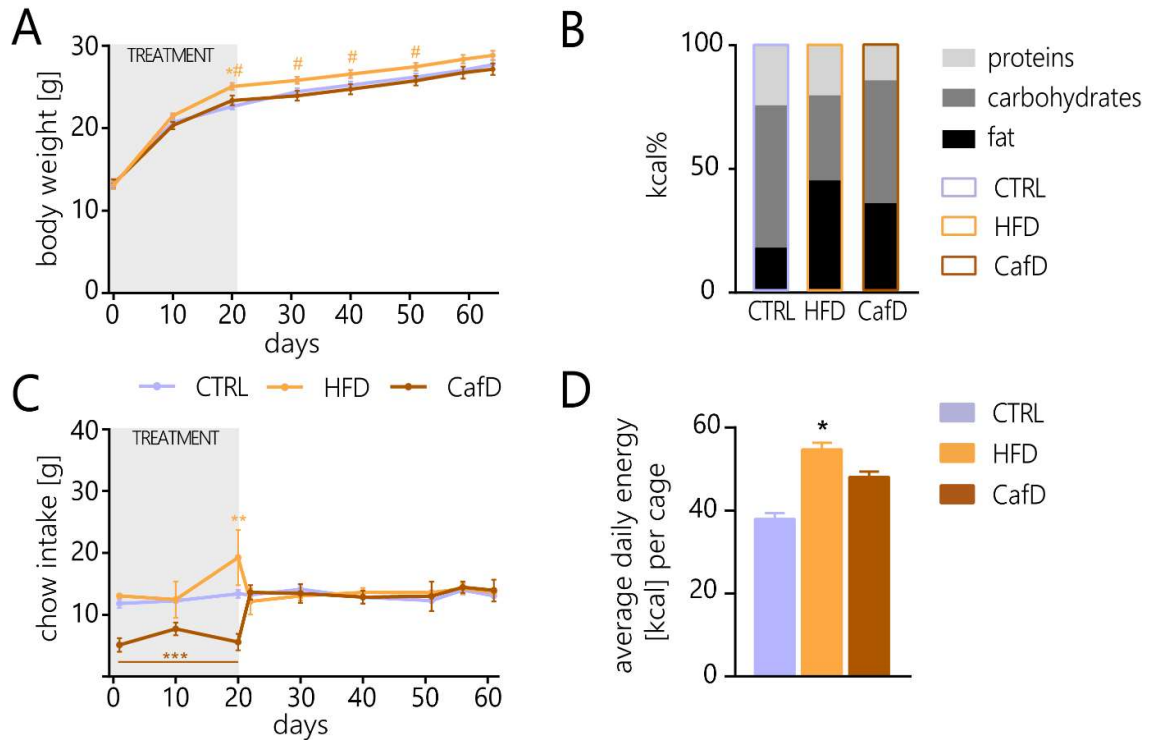 A
TREATMENT
body weight [g]
30
20
10
0
*#
#
#
#
0 10 20 30 40 50 60
days
B
kcal%
100
50
0
CTRL HFD CafD
proteins
carbohydrates
fat
CTRL
HFD
CafD
CTRL HFD CafD
C
TREATMENT
chow intake [g]
40
30
20
10
**
***
0 10 20 30 40 50 60
days
D
average daily energy
[kcal] per cage
60
40
20
0
*
CTRL
HFD
CafD